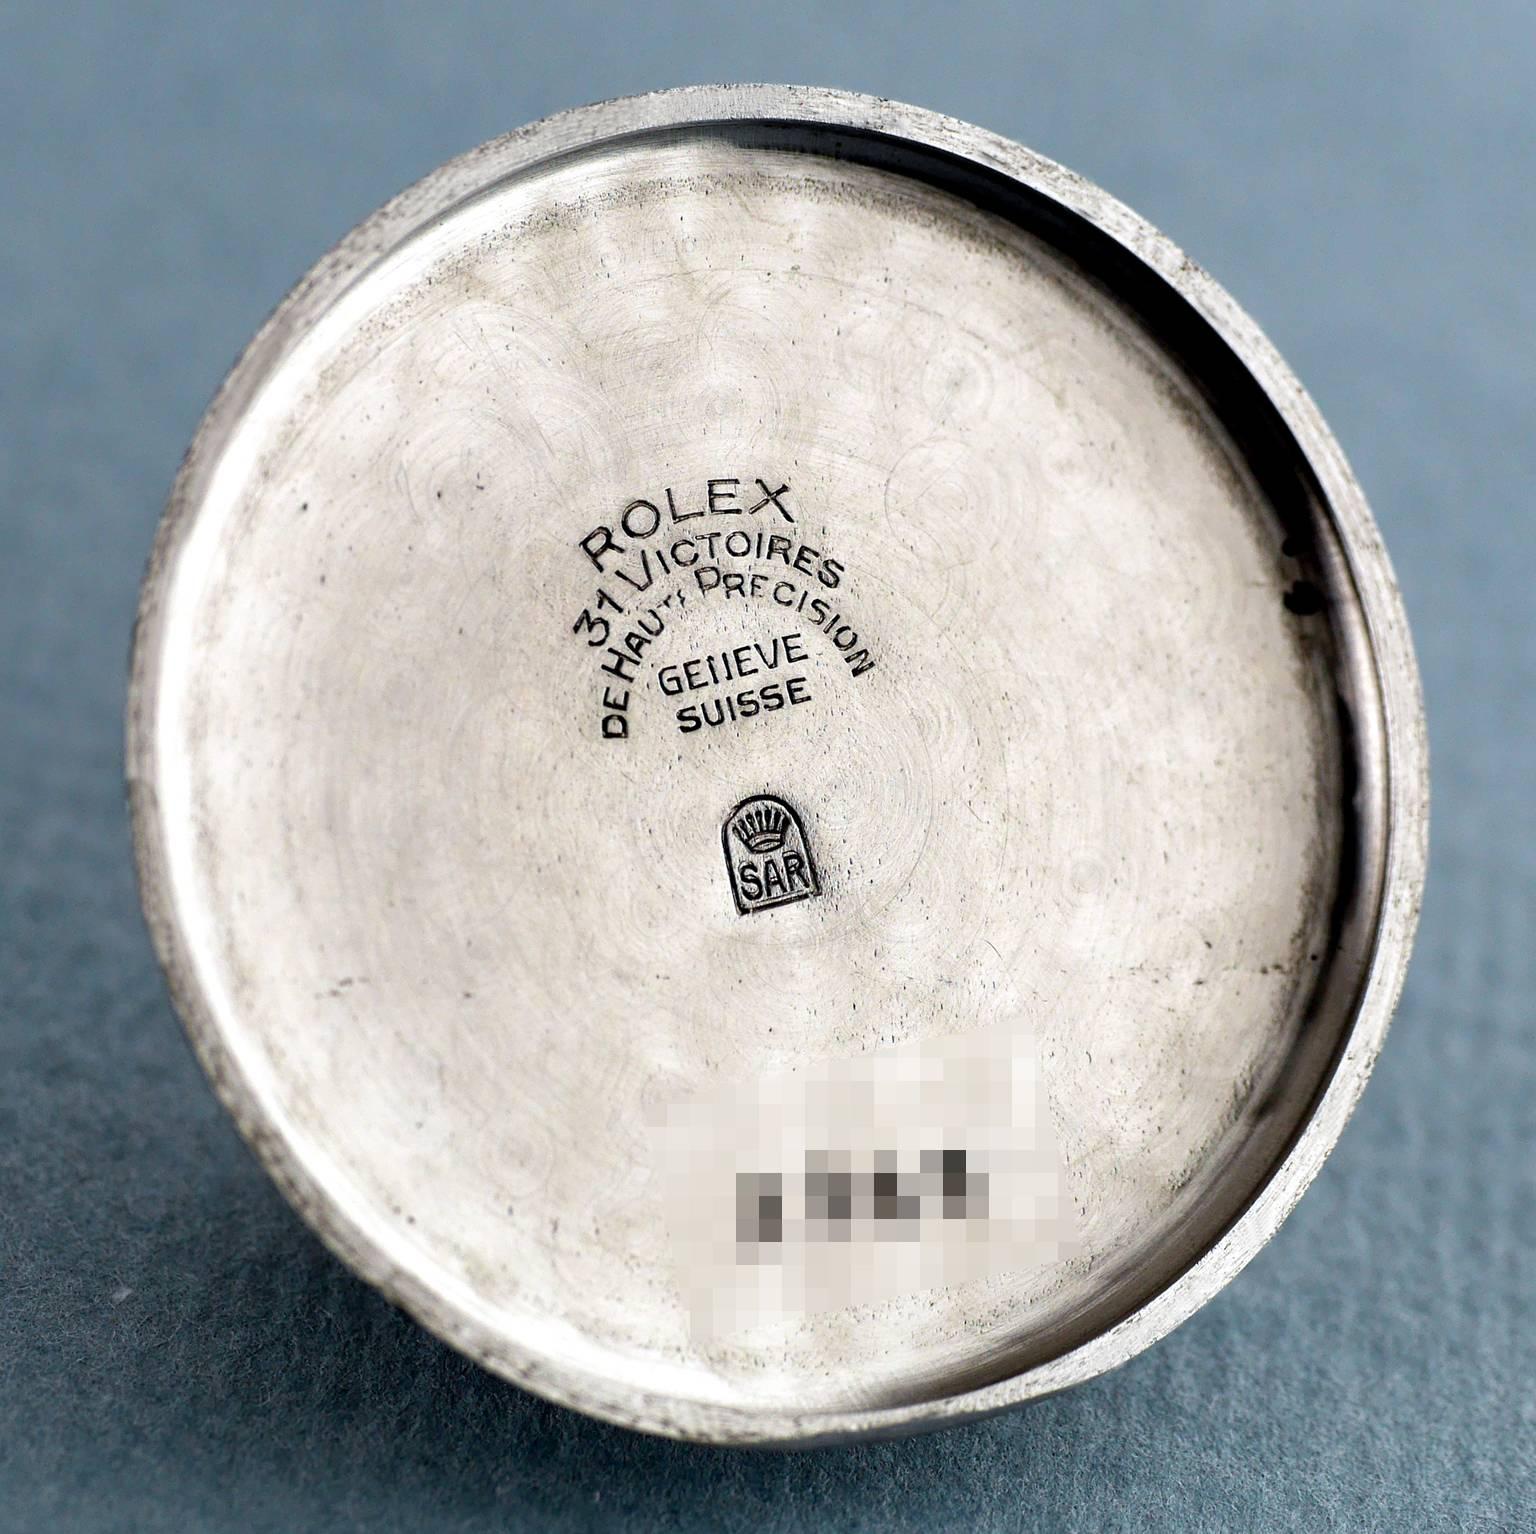 ROLEX
31 VICTOIRES
DE HAUTE PRECISION
GENEVE
SUISSE
SAR